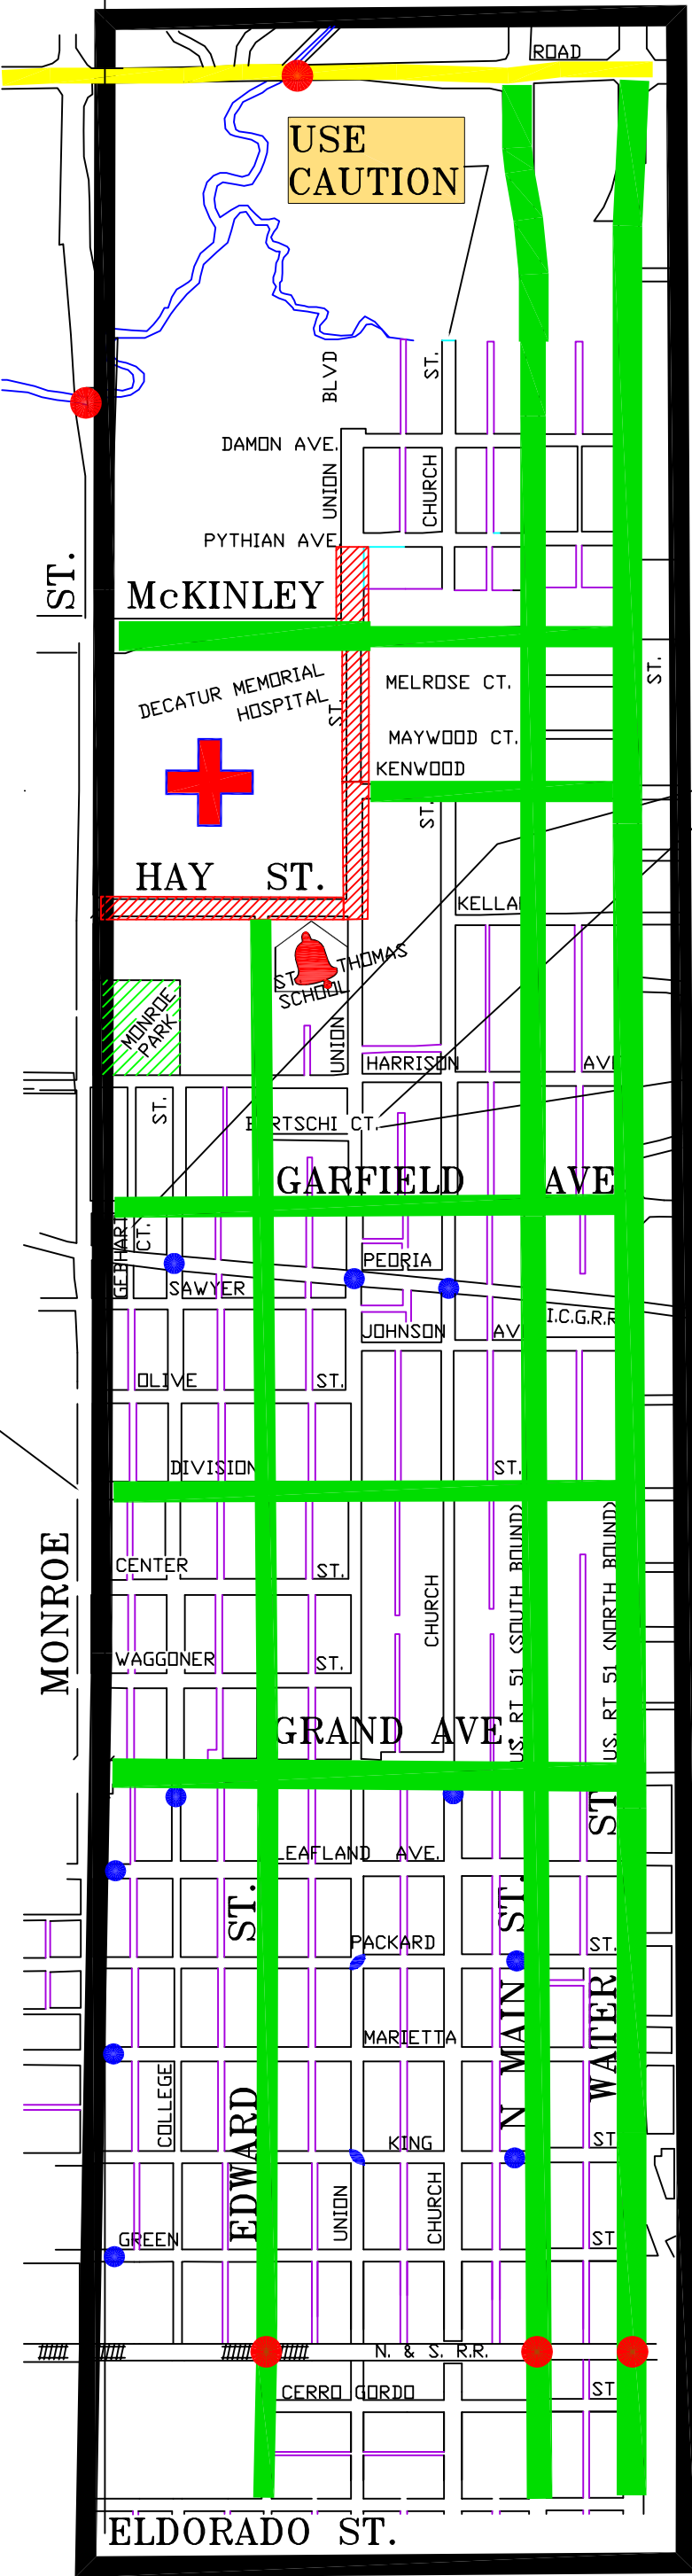 ROAD
USE
CAUTION
BLVD
ST.
DAMON AVE.
UNION
CHURCH
PYTHIAN AVE.
ST.
McKINLEY
DECATUR MEMORIAL
HOSPITAL
ST.
MELROSE CT.
ST.
MAYWOOD CT.
KENWOOD
ST.
HAY ST.
ST. THOMAS
SCHOOL
MONROE
PARK
UNION
HARRISON AVE
ST.
BERTSCHI CT.
GARFIELD AVE
GEBHART
CT.
PEORIA
SAWYER
I.C.G.R.R
JOHNSON AV
OLIVE ST.
DIVISION ST.
MONROE
CENTER ST.
CHURCH
US. RT 51 (SOUTH BOUND)
US. RT 51 (NORTH BOUND)
WAGGONER ST.
GRAND AVE.
ST
LEAFLAND AVE.
ST.
ST.
PACKARD ST.
MARIETTA
N MAIN
WATER
COLLEGE
EDWARD
KING ST
UNION
CHURCH
GREEN ST
N. & S. R.R.
CERRO GORDO ST
ELDORADO ST.